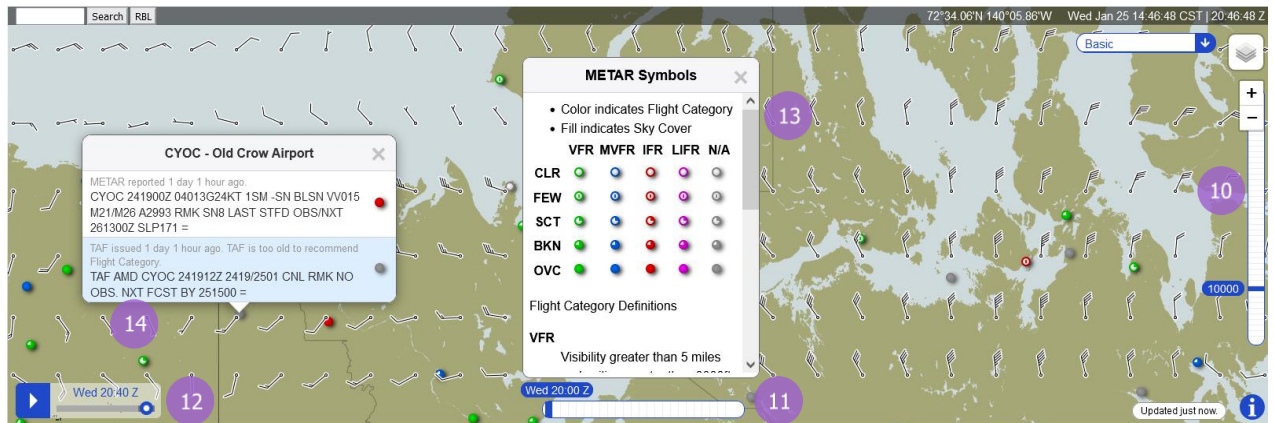 Search RBL
72°34.06'N 140°05.86'W Wed Jan 25 14:46:48 CST | 20:46:48 Z
Basic
+
−
10
10000
CYOC - Old Crow Airport
METAR reported 1 day 1 hour ago.
CYOC 241900Z 04013G24KT 1SM -SN BLSN VV015
M21/M26 A2993 RMK SN8 LAST STFD OBS/NXT
261300Z SLP171 =
TAF issued 1 day 1 hour ago. TAF is too old to recommend
Flight Category.
TAF AMD CYOC 241912Z 2419/2501 CNL RMK NO
OBS. NXT FCST BY 251500 =
14
METAR Symbols
• Color indicates Flight Category
• Fill indicates Sky Cover
VFR MVFR IFR LIFR N/A
CLR
FEW
SCT
BKN
OVC
Flight Category Definitions
VFR
Visibility greater than 5 miles
13
Wed 20:40 Z
12
Wed 20:00 Z
11
Updated just now.
i